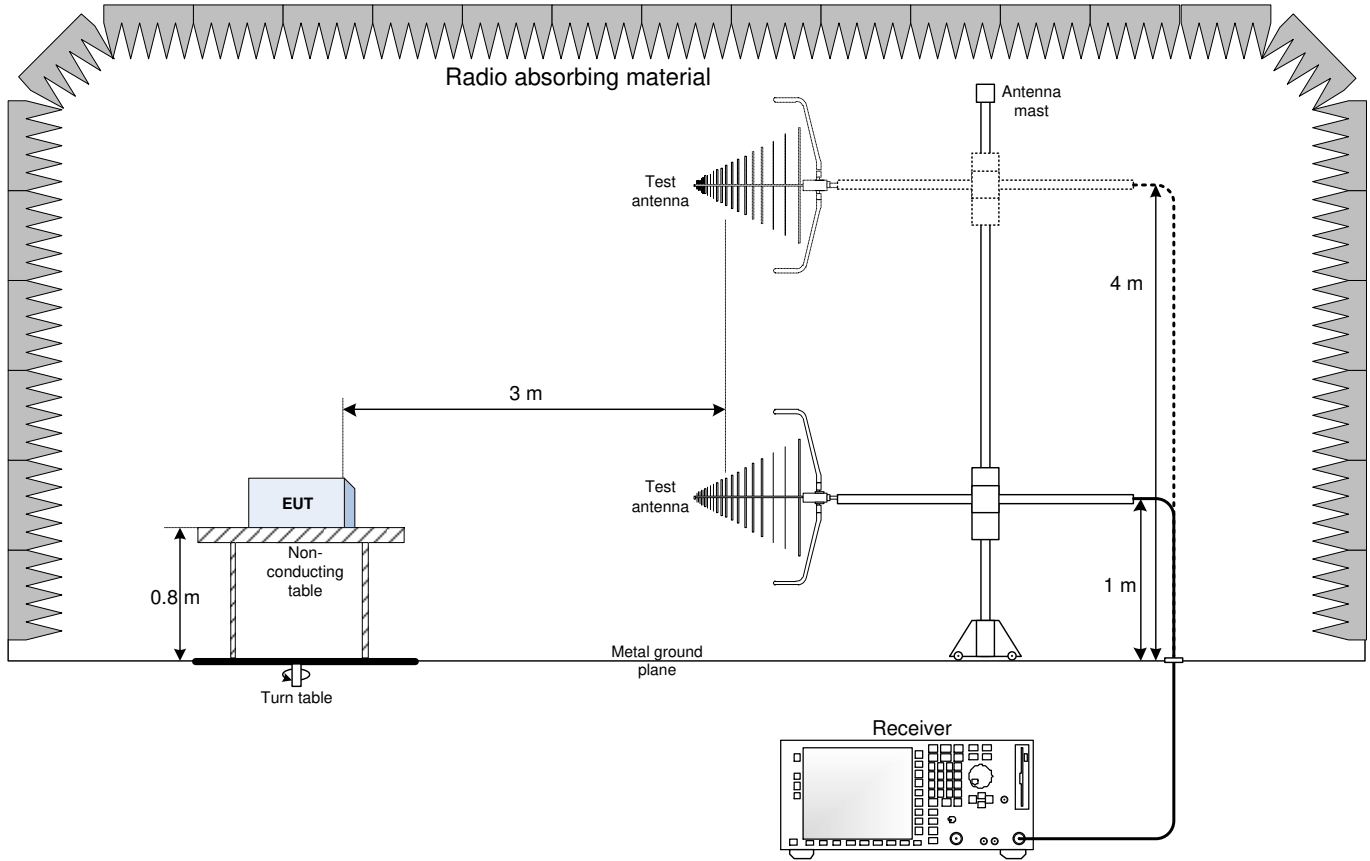 Radio absorbing material
Antenna
mast
Test
antenna
4 m
3 m
Test
antenna
EUT
Non-
conducting
table
0.8 m
1 m
Metal ground
plane
Turn table
Receiver